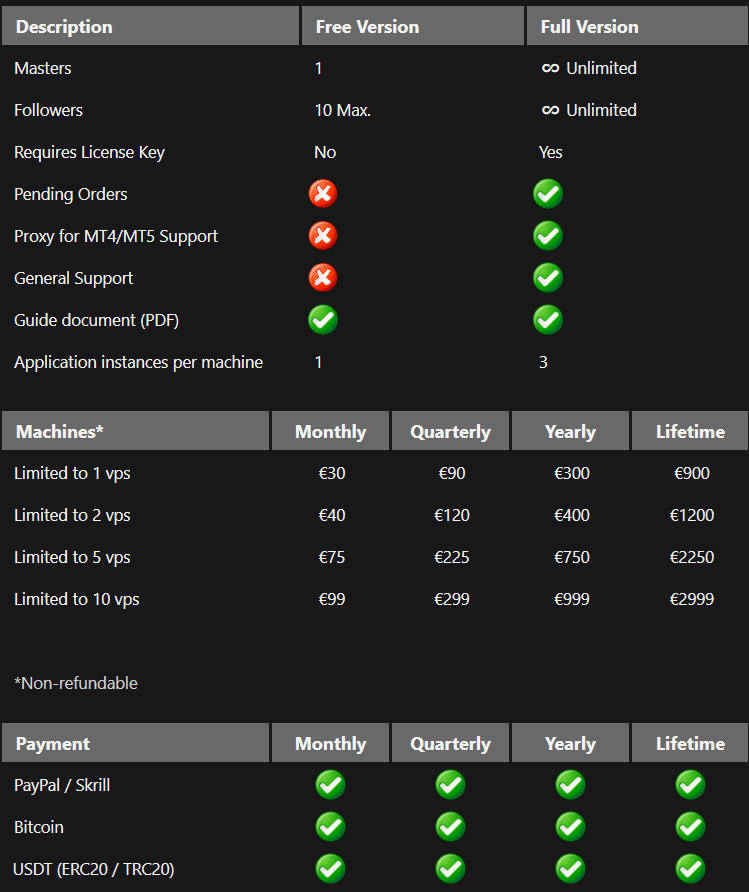 Description Free Version Full Version
Masters 1 ∞ Unlimited
Followers 10 Max. ∞ Unlimited
Requires License Key No Yes
Pending Orders
Proxy for MT4/MT5 Support
General Support
Guide document (PDF)
Application instances per machine 1 3
Machines* Monthly Quarterly Yearly Lifetime
Limited to 1 vps €30 €90 €300 €900
Limited to 2 vps €40 €120 €400 €1200
Limited to 5 vps €75 €225 €750 €2250
Limited to 10 vps €99 €299 €999 €2999
*Non-refundable
Payment Monthly Quarterly Yearly Lifetime
PayPal / Skrill
Bitcoin
USDT (ERC20 / TRC20)